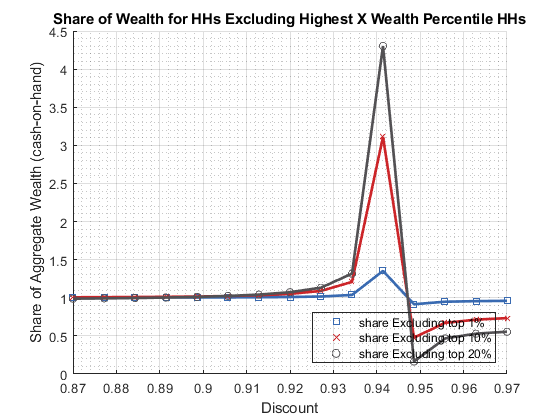 Share of Wealth for HHs Excluding Highest X Wealth Percentile HHs
Share of Aggregate Wealth (cash-on-hand)
4.5
4
3.5
3
2.5
2
1.5
1
0.5
0
share Excluding top 1%
share Excluding top 10%
share Excluding top 20%
0.87 0.88 0.89 0.9 0.91 0.92 0.93 0.94 0.95 0.96 0.97
Discount